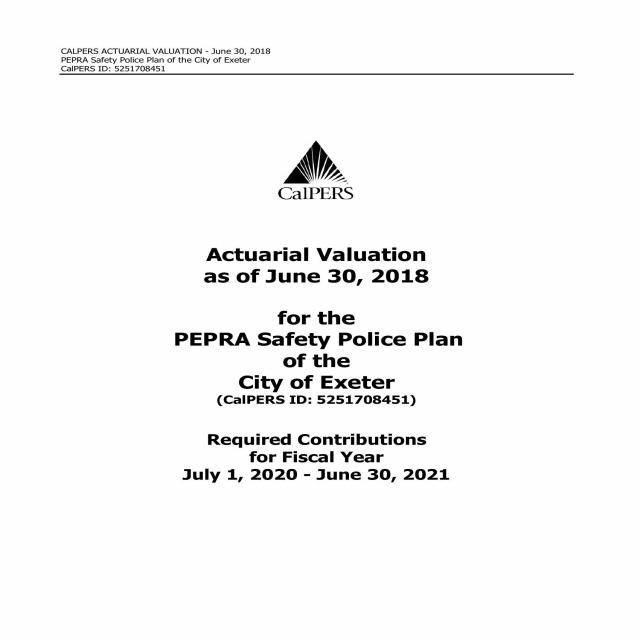 CALPERS ACTUARIAL VALUATION - June 30, 2018
PEPRA Safety Police Plan of the City of Exeter
CalPERS ID: 5251708451
CalPERS
Actuarial Valuation
as of June 30, 2018
for the
PEPRA Safety Police Plan
of the
City of Exeter
(CalPERS ID: 5251708451)
Required Contributions
for Fiscal Year
July 1, 2020 - June 30, 2021